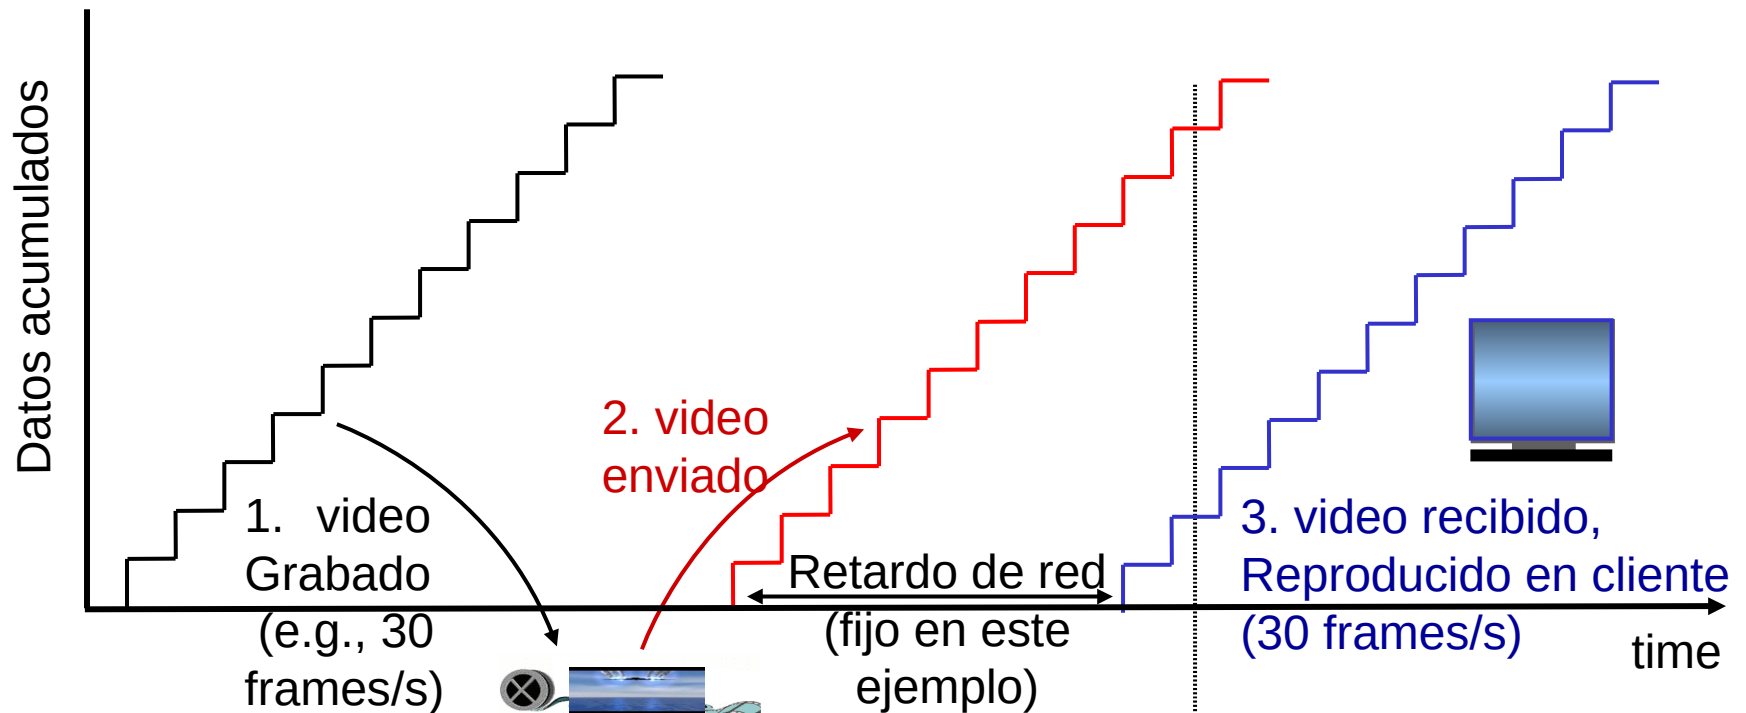 Datos acumulados
1. video
Grabado
(e.g., 30
frames/s)
2. video
enviado
Retardo de red
(fijo en este
ejemplo)
3. video recibido,
Reproducido en cliente
(30 frames/s)
time